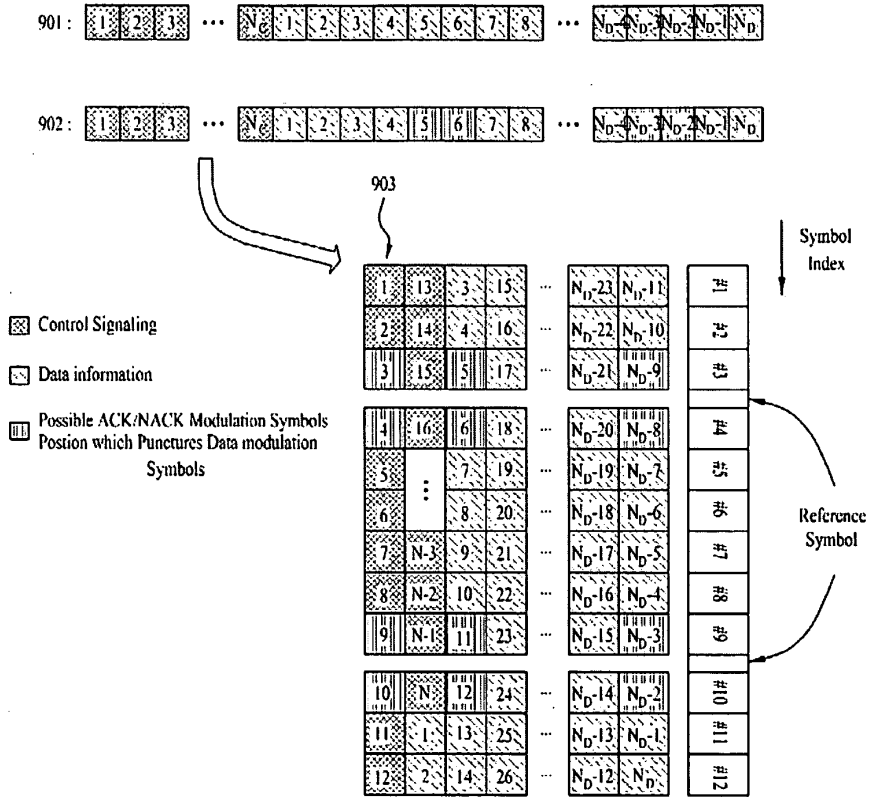 901 : 1 2 3 ... N_C 1 2 3 4 5 6 7 8 ... N_D-4 N_D-3 N_D-2 N_D-1 N_D
902 : 1 2 3 ... N_C 1 2 3 4 5 6 7 8 ... N_D-4 N_D-3 N_D-2 N_D-1 N_D
903
Symbol
Index
Control Signaling
Data information
Possible ACK/NACK Modulation Symbols
Postion which Punctures Data modulation
Symbols
1 13 3 15 ... N_D-23 N_D-11 #1
2 14 4 16 ... N_D-22 N_D-10 #2
3 15 5 17 ... N_D-21 N_D-9 #3
4 16 6 18 ... N_D-20 N_D-8 #4
5 ... 7 19 ... N_D-19 N_D-7 #5
6 8 20 ... N_D-18 N_D-6 #6
7 N-3 9 21 ... N_D-17 N_D-5 #7
8 N-2 10 22 ... N_D-16 N_D-4 #8
9 N-1 11 23 ... N_D-15 N_D-3 #9
10 N 12 24 ... N_D-14 N_D-2 #10
11 1 13 25 ... N_D-13 N_D-1 #11
12 2 14 26 ... N_D-12 N_D #12
Reference
Symbol